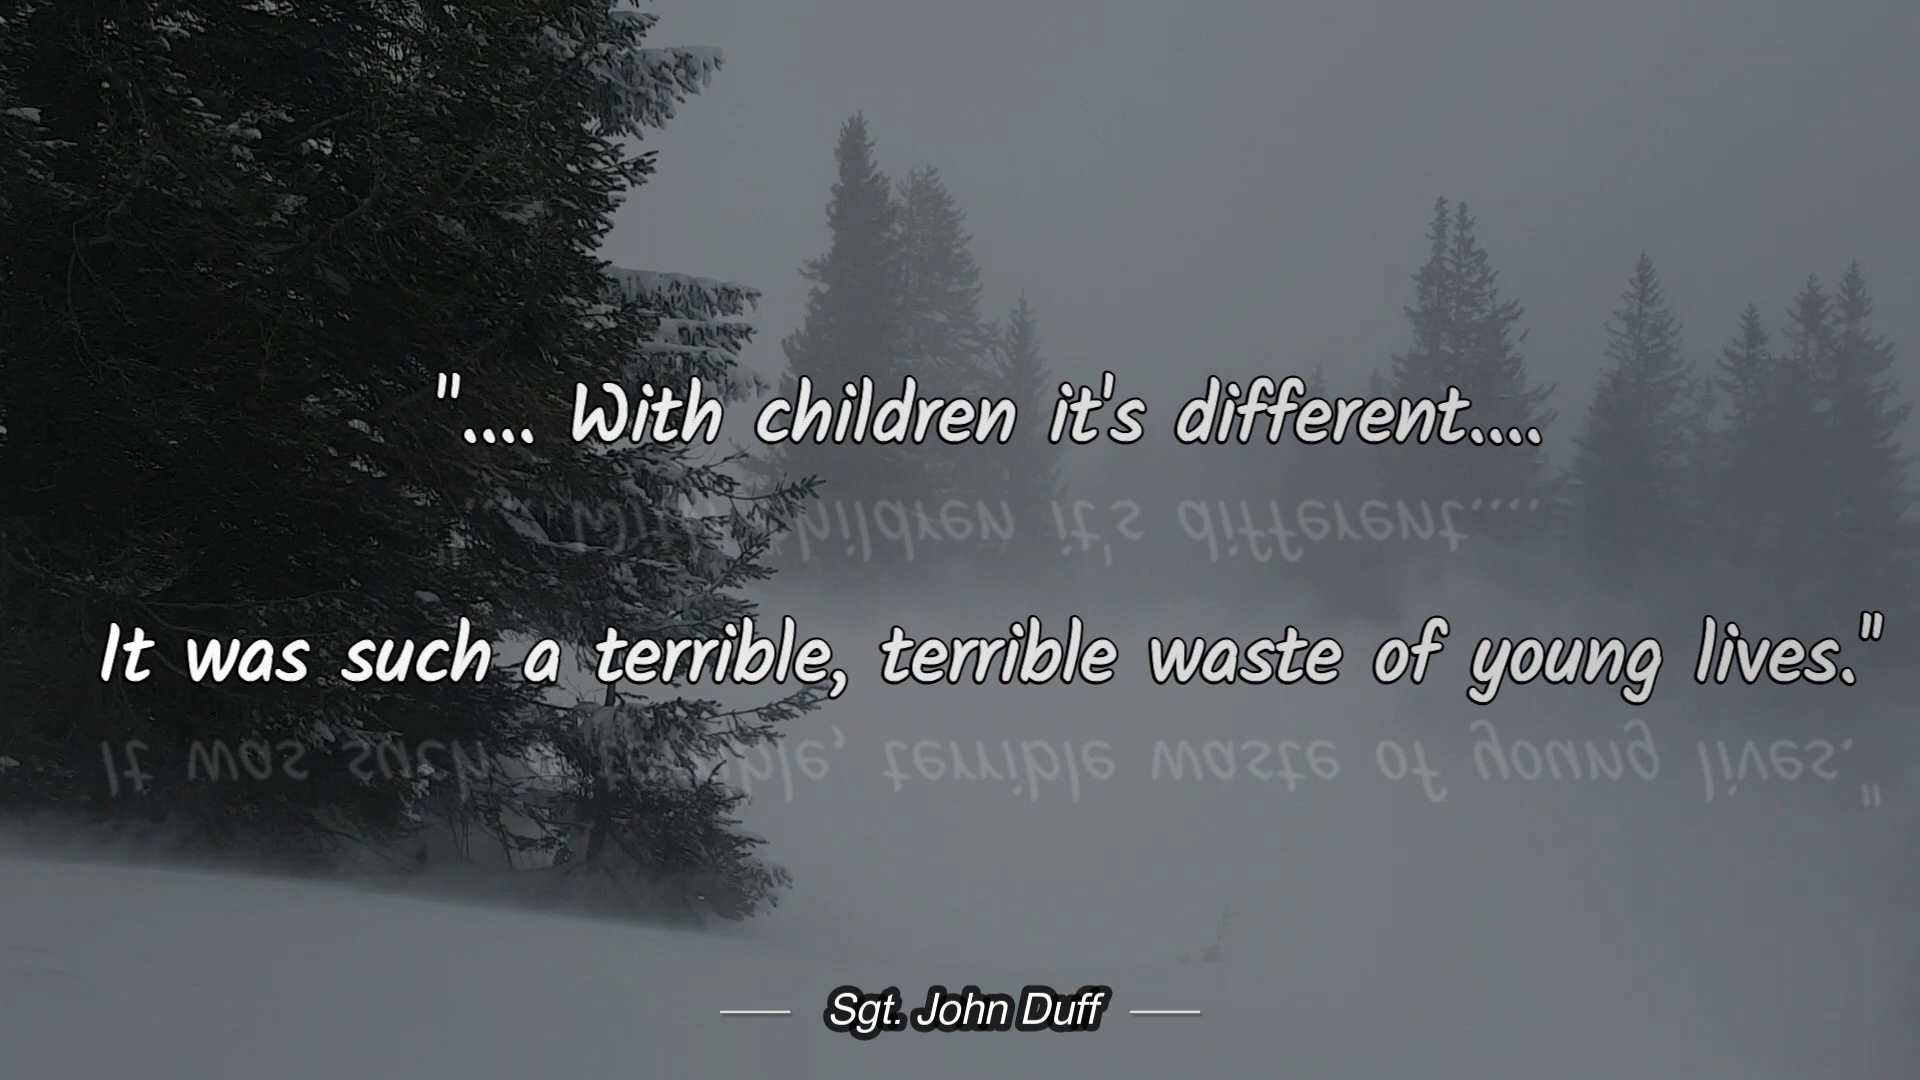 ".... With children it's different....
It was such a terrible, terrible waste of young lives."
Sgt. John Duff